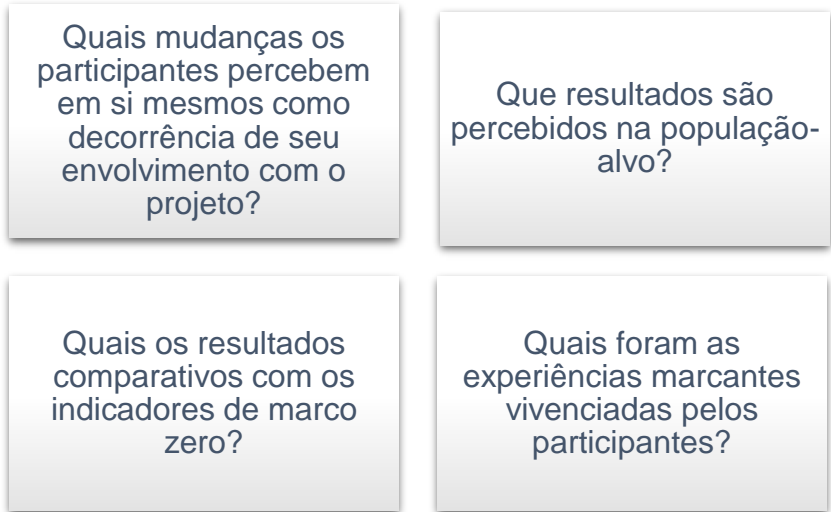 Quais mudanças os
participantes percebem
em si mesmos como
decorrência de seu
envolvimento com o
projeto?
Que resultados são
percebidos na população-
alvo?
Quais os resultados
comparativos com os
indicadores de marco
zero?
Quais foram as
experiências marcantes
vivenciadas pelos
participantes?